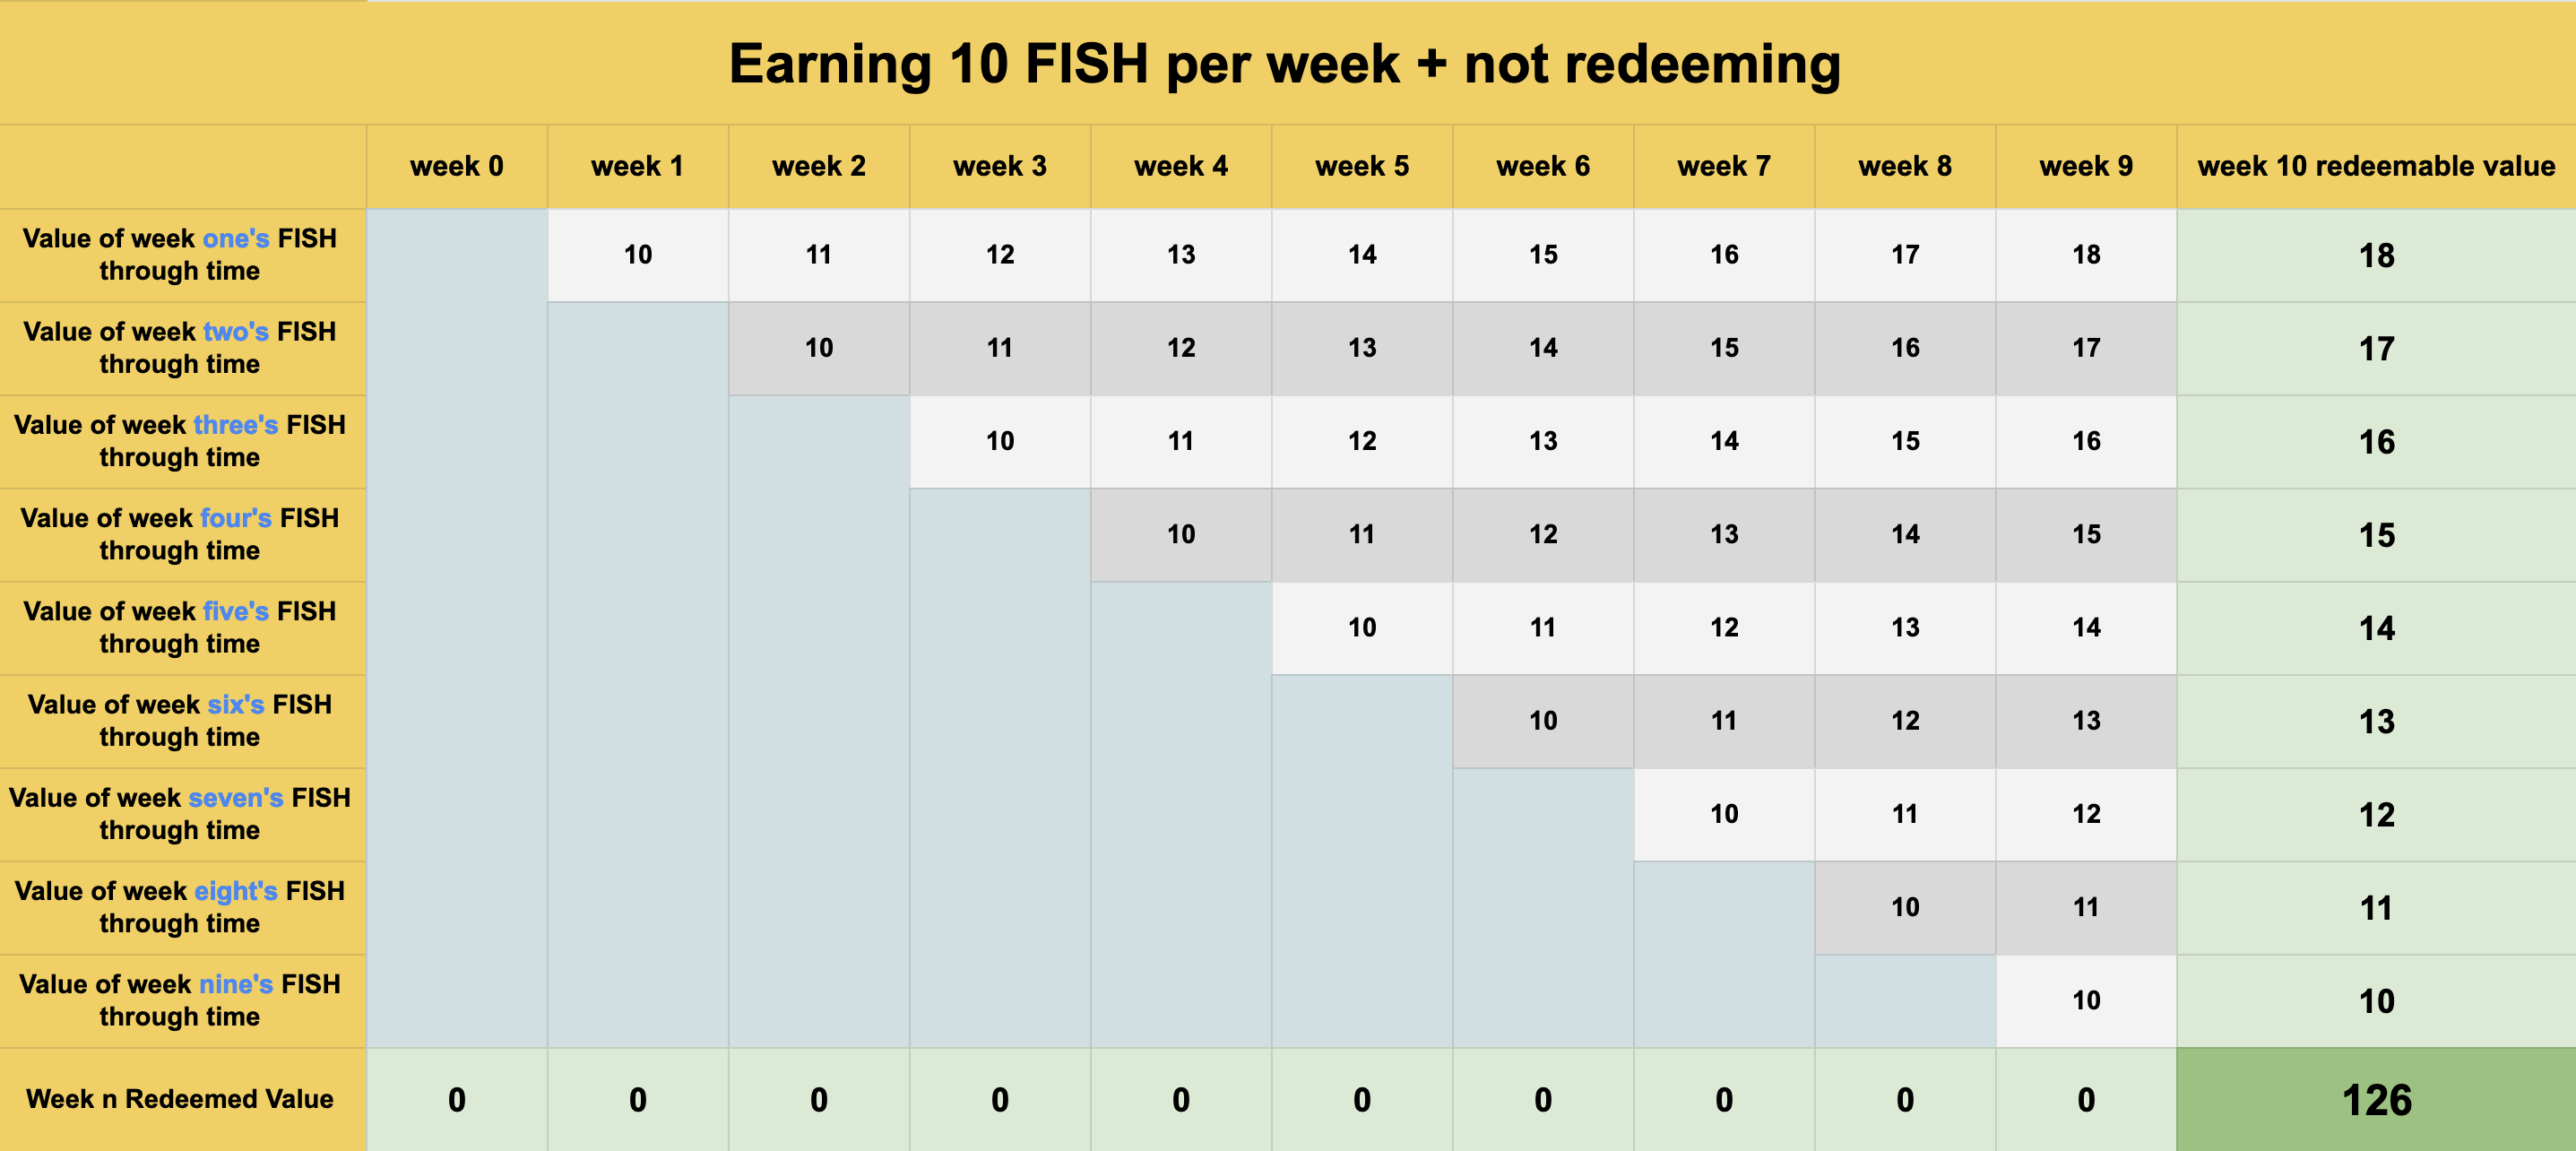 Earning 10 FISH per week + not redeeming
week 0 week 1 week 2 week 3 week 4 week 5 week 6 week 7 week 8 week 9 week 10 redeemable value
Value of week one's FISH
through time
10 11 12 13 14 15 16 17 18 18
Value of week two's FISH
through time
10 11 12 13 14 15 16 17 17
Value of week three's FISH
through time
10 11 12 13 14 15 16 16
Value of week four's FISH
through time
10 11 12 13 14 15 15
Value of week five's FISH
through time
10 11 12 13 14 14
Value of week six's FISH
through time
10 11 12 13 13
Value of week seven's FISH
through time
10 11 12 12
Value of week eight's FISH
through time
10 11 11
Value of week nine's FISH
through time
10 10
Week n Redeemed Value 0 0 0 0 0 0 0 0 0 0 126